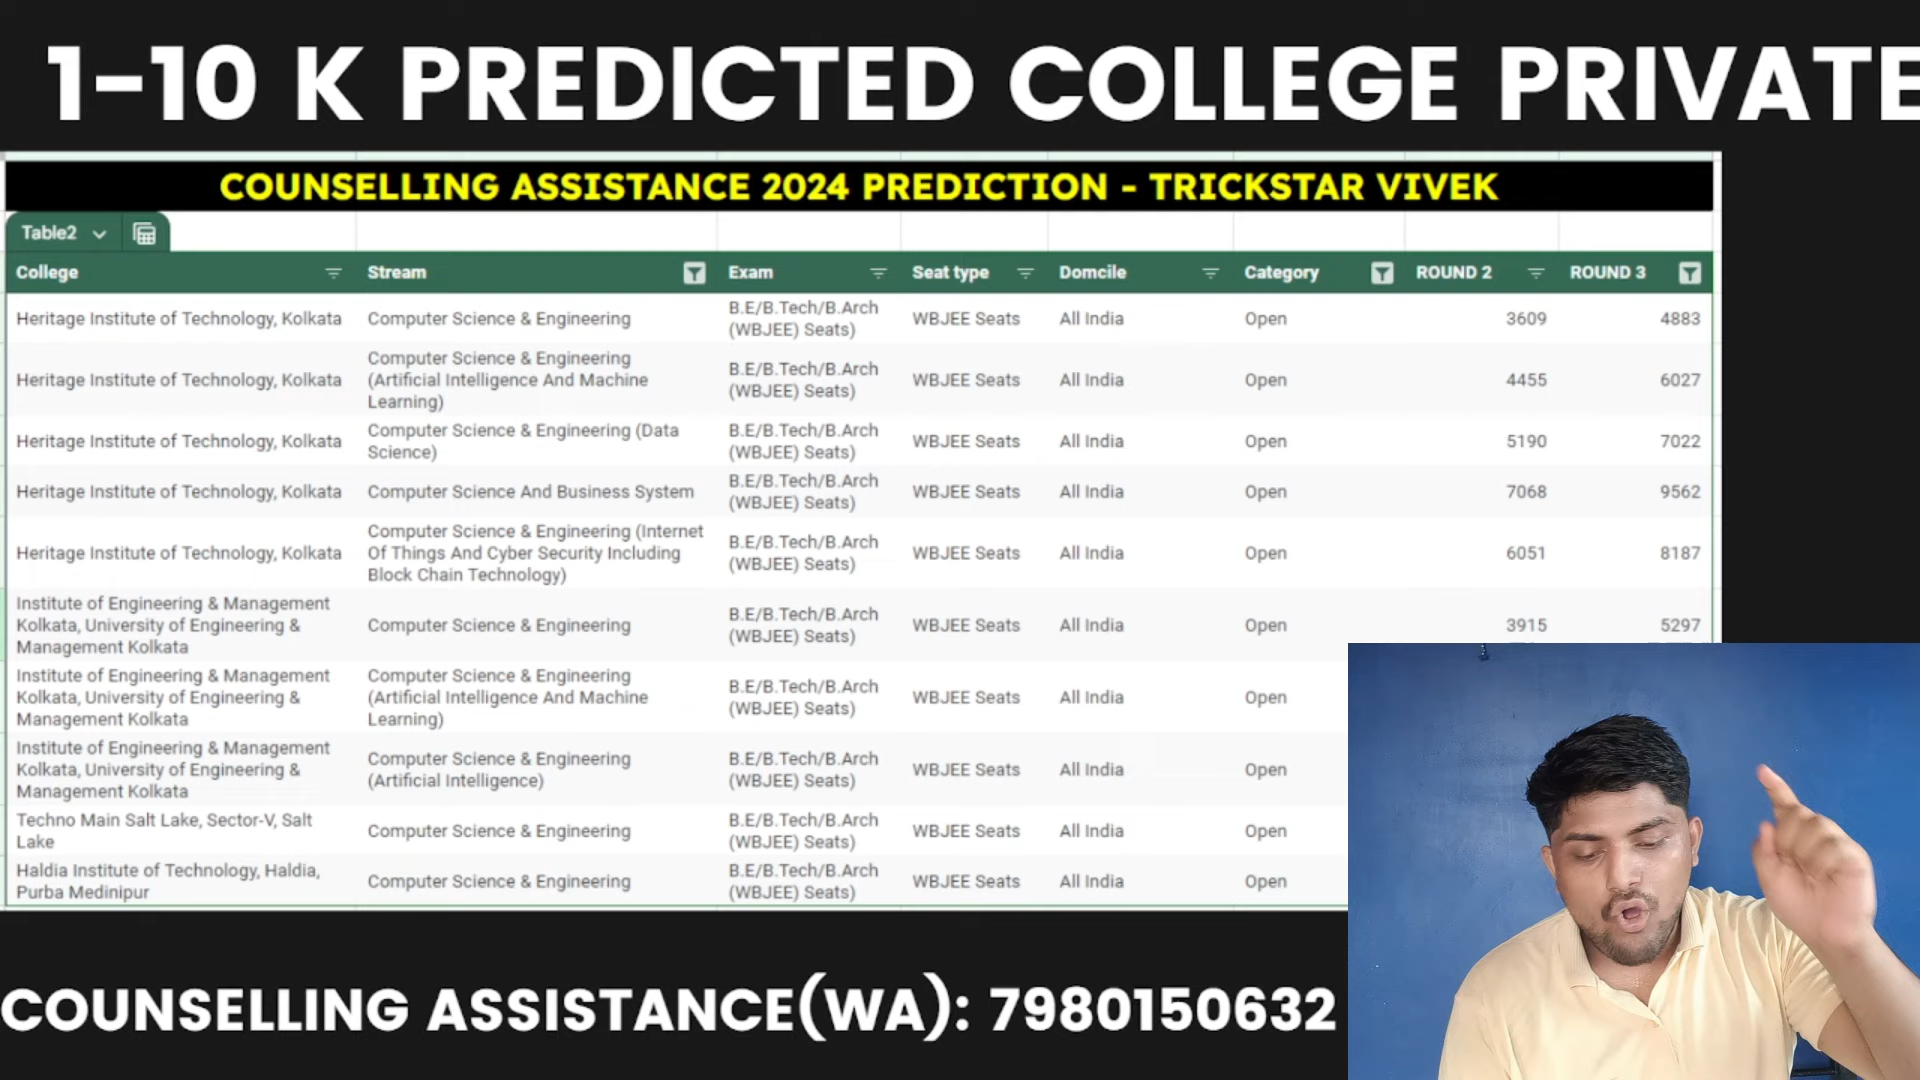 1-10 K PREDICTED COLLEGE PRIVATE
COUNSELLING ASSISTANCE 2024 PREDICTION - TRICKSTAR VIVEK
Table2
College Stream Exam Seat type Domcile Category ROUND 2 ROUND 3
Heritage Institute of Technology, Kolkata Computer Science & Engineering B.E/B.Tech/B.Arch (WBJEE) Seats) WBJEE Seats All India Open 3609 4883
Heritage Institute of Technology, Kolkata Computer Science & Engineering (Artificial Intelligence And Machine Learning) B.E/B.Tech/B.Arch (WBJEE) Seats) WBJEE Seats All India Open 4455 6027
Heritage Institute of Technology, Kolkata Computer Science & Engineering (Data Science) B.E/B.Tech/B.Arch (WBJEE) Seats) WBJEE Seats All India Open 5190 7022
Heritage Institute of Technology, Kolkata Computer Science And Business System B.E/B.Tech/B.Arch (WBJEE) Seats) WBJEE Seats All India Open 7068 9562
Heritage Institute of Technology, Kolkata Computer Science & Engineering (Internet Of Things And Cyber Security Including Block Chain Technology) B.E/B.Tech/B.Arch (WBJEE) Seats) WBJEE Seats All India Open 6051 8187
Institute of Engineering & Management Kolkata, University of Engineering & Management Kolkata Computer Science & Engineering B.E/B.Tech/B.Arch (WBJEE) Seats) WBJEE Seats All India Open 3915 5297
Institute of Engineering & Management Kolkata, University of Engineering & Management Kolkata Computer Science & Engineering (Artificial Intelligence And Machine Learning) B.E/B.Tech/B.Arch (WBJEE) Seats) WBJEE Seats All India Open
Institute of Engineering & Management Kolkata, University of Engineering & Management Kolkata Computer Science & Engineering (Artificial Intelligence) B.E/B.Tech/B.Arch (WBJEE) Seats) WBJEE Seats All India Open
Techno Main Salt Lake, Sector-V, Salt Lake Computer Science & Engineering B.E/B.Tech/B.Arch (WBJEE) Seats) WBJEE Seats All India Open
Haldia Institute of Technology, Haldia, Purba Medinipur Computer Science & Engineering B.E/B.Tech/B.Arch (WBJEE) Seats) WBJEE Seats All India Open
COUNSELLING ASSISTANCE(WA): 7980150632